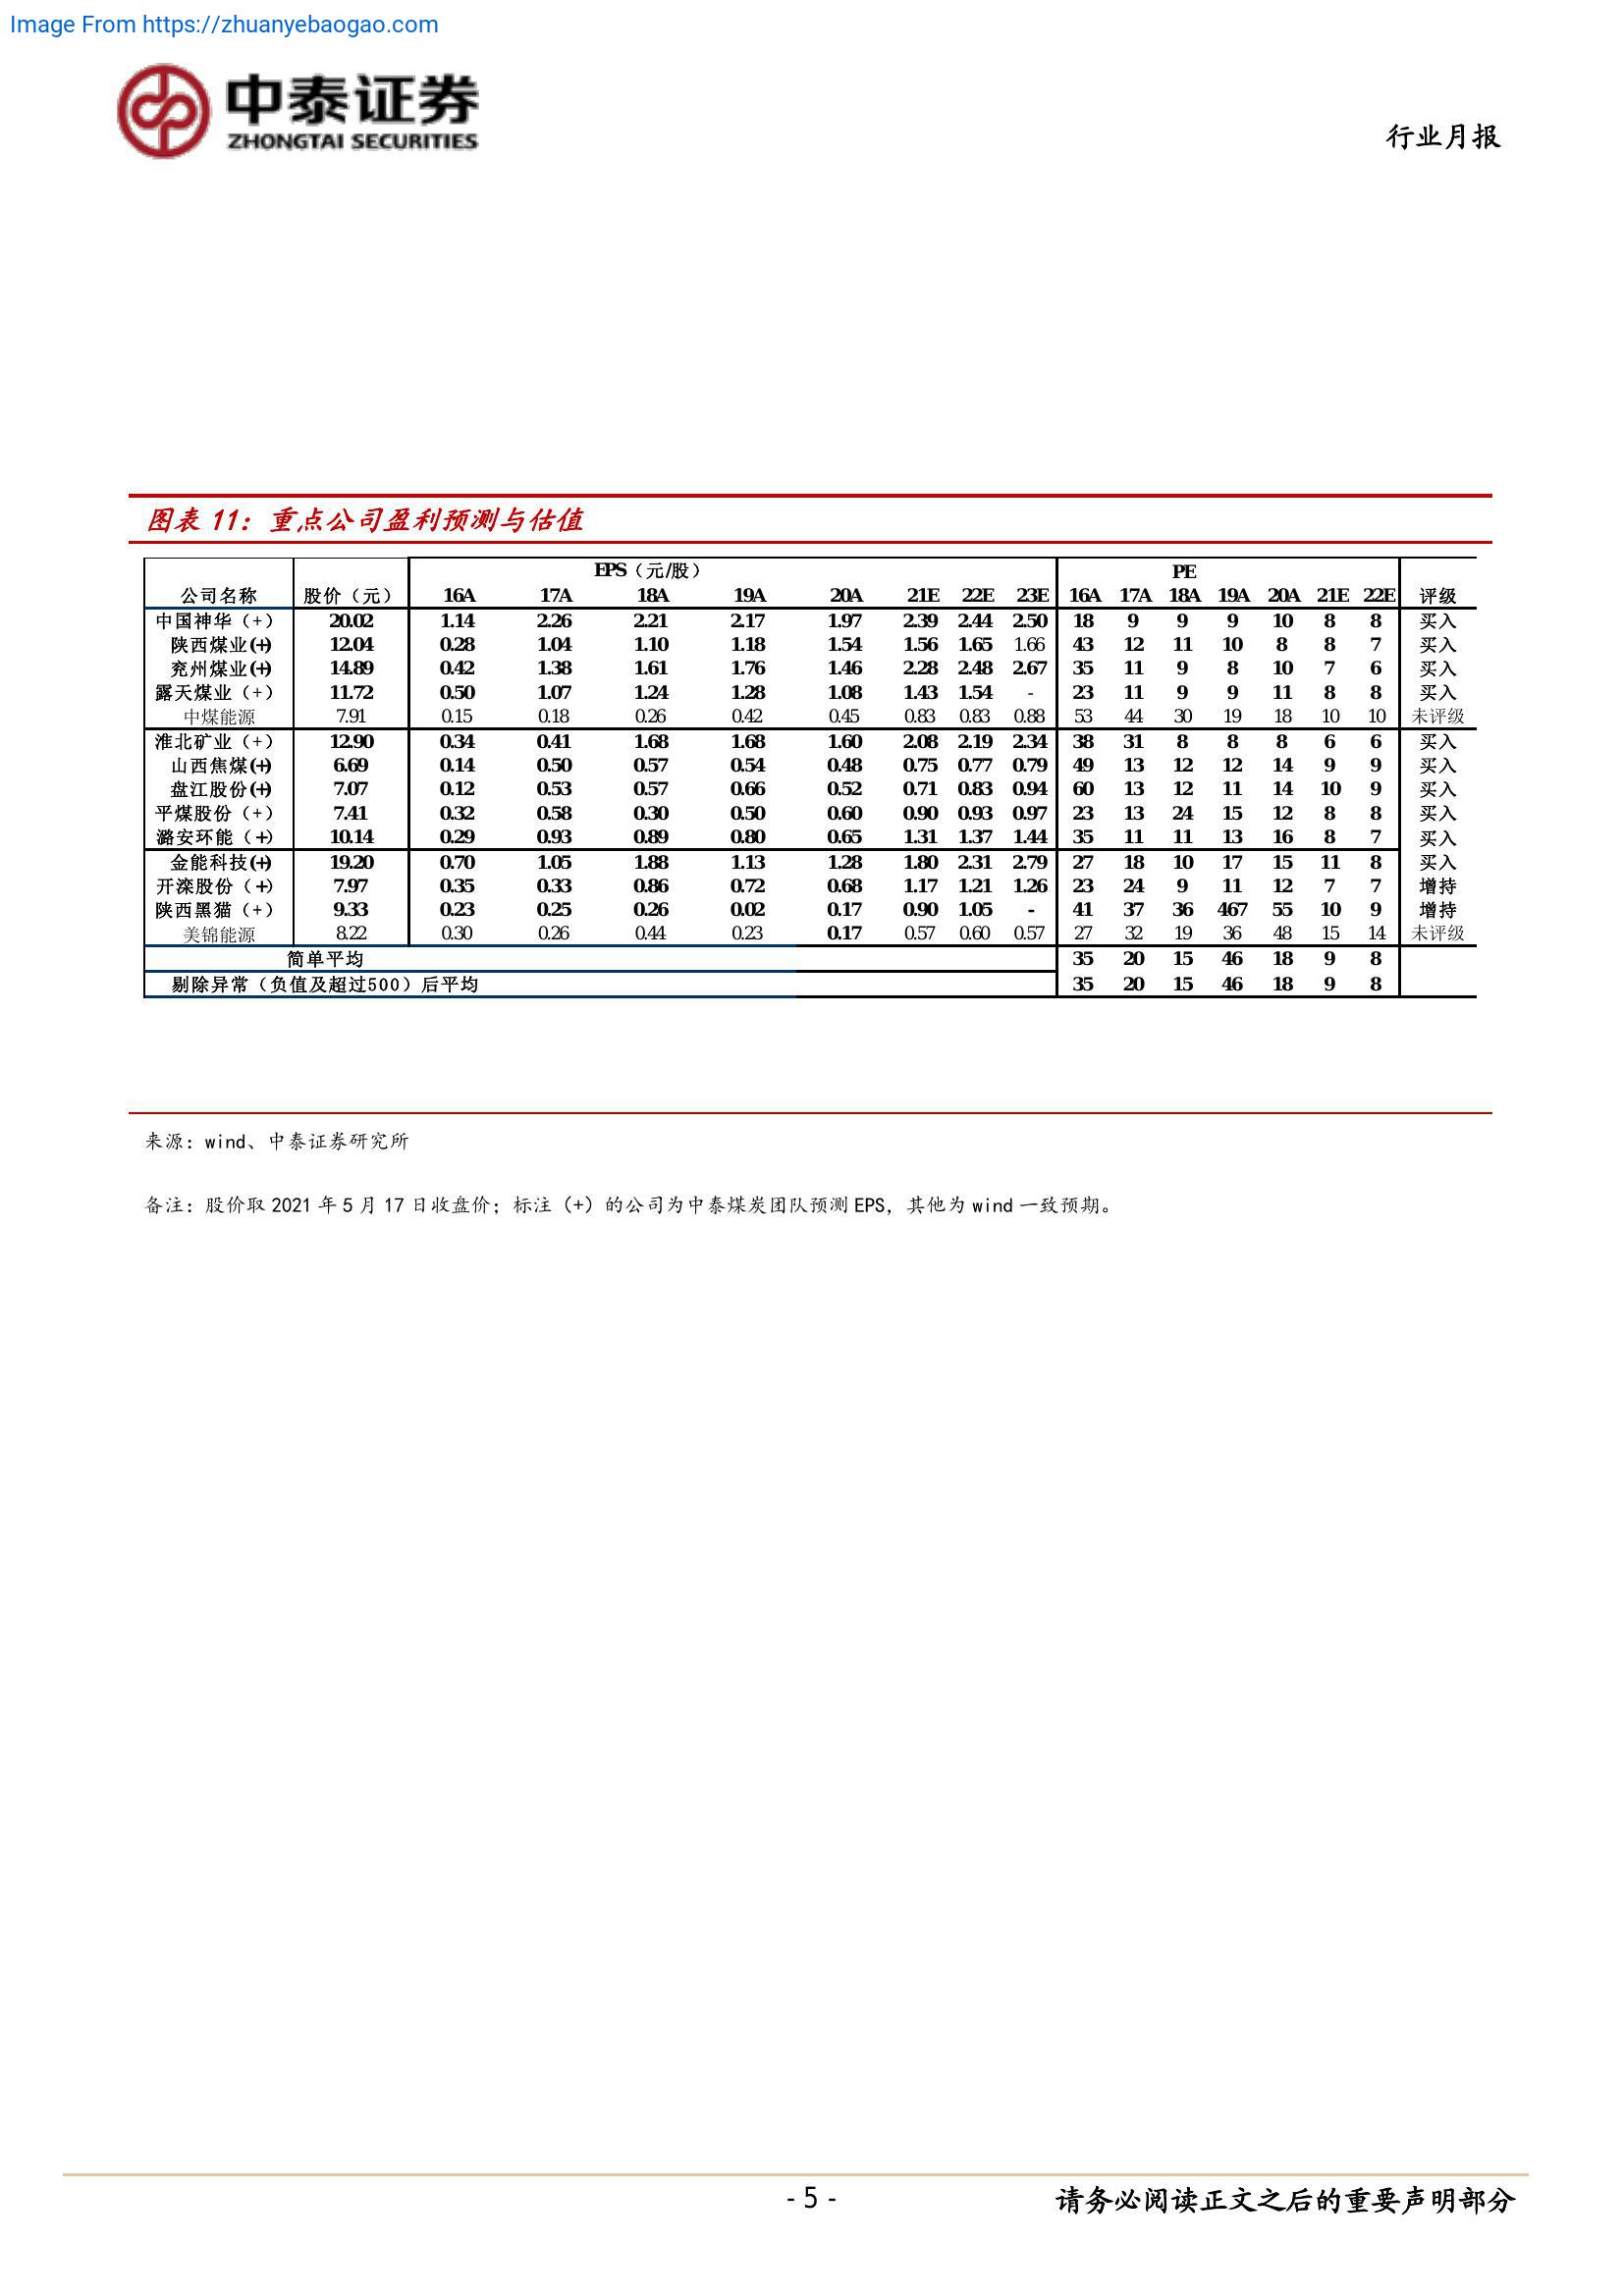 Image From https://zhuanyebaogao.com
中泰证券
ZHONGTAI SECURITIES
行业月报
图表 11：重点公司盈利预测与估值
EPS（元/股） PE
公司名称 股价（元） 16A 17A 18A 19A 20A 21E 22E 23E 16A 17A 18A 19A 20A 21E 22E 评级
中国神华（+） 20.02 1.14 2.26 2.21 2.17 1.97 2.39 2.44 2.50 18 9 9 9 10 8 8 买入
陕西煤业(+) 12.04 0.28 1.04 1.10 1.18 1.54 1.56 1.65 1.66 43 12 11 10 8 8 7 买入
兖州煤业(+) 14.89 0.42 1.38 1.61 1.76 1.46 2.28 2.48 2.67 35 11 9 8 10 7 6 买入
露天煤业（+） 11.72 0.50 1.07 1.24 1.28 1.08 1.43 1.54 - 23 11 9 9 11 8 8 买入
中煤能源 7.91 0.15 0.18 0.26 0.42 0.45 0.83 0.83 0.88 53 44 30 19 18 10 10 未评级
淮北矿业（+） 12.90 0.34 0.41 1.68 1.68 1.60 2.08 2.19 2.34 38 31 8 8 8 6 6 买入
山西焦煤(+) 6.69 0.14 0.50 0.57 0.54 0.48 0.75 0.77 0.79 49 13 12 12 14 9 9 买入
盘江股份(+) 7.07 0.12 0.53 0.57 0.66 0.52 0.71 0.83 0.94 60 13 12 11 14 10 9 买入
平煤股份（+） 7.41 0.32 0.58 0.30 0.50 0.60 0.90 0.93 0.97 23 13 24 15 12 8 8 买入
潞安环能（+） 10.14 0.29 0.93 0.89 0.80 0.65 1.31 1.37 1.44 35 11 11 13 16 8 7 买入
金能科技(+) 19.20 0.70 1.05 1.88 1.13 1.28 1.80 2.31 2.79 27 18 10 17 15 11 8 买入
开滦股份（+） 7.97 0.35 0.33 0.86 0.72 0.68 1.17 1.21 1.26 23 24 9 11 12 7 7 增持
陕西黑猫（+） 9.33 0.23 0.25 0.26 0.02 0.17 0.90 1.05 - 41 37 36 467 55 10 9 增持
美锦能源 8.22 0.30 0.26 0.44 0.23 0.17 0.57 0.60 0.57 27 32 19 36 48 15 14 未评级
简单平均 35 20 15 46 18 9 8
剔除异常（负值及超过500）后平均 35 20 15 46 18 9 8
来源：wind、中泰证券研究所
备注：股价取 2021 年 5 月 17 日收盘价；标注（+）的公司为中泰煤炭团队预测 EPS，其他为 wind 一致预期。
- 5 -
请务必阅读正文之后的重要声明部分